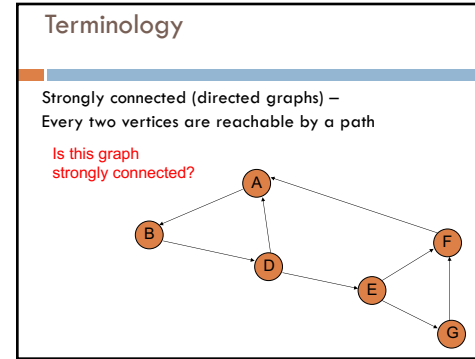 Terminology
Strongly connected (directed graphs) –
Every two vertices are reachable by a path
Is this graph
strongly connected?
A
B
F
D
E
G